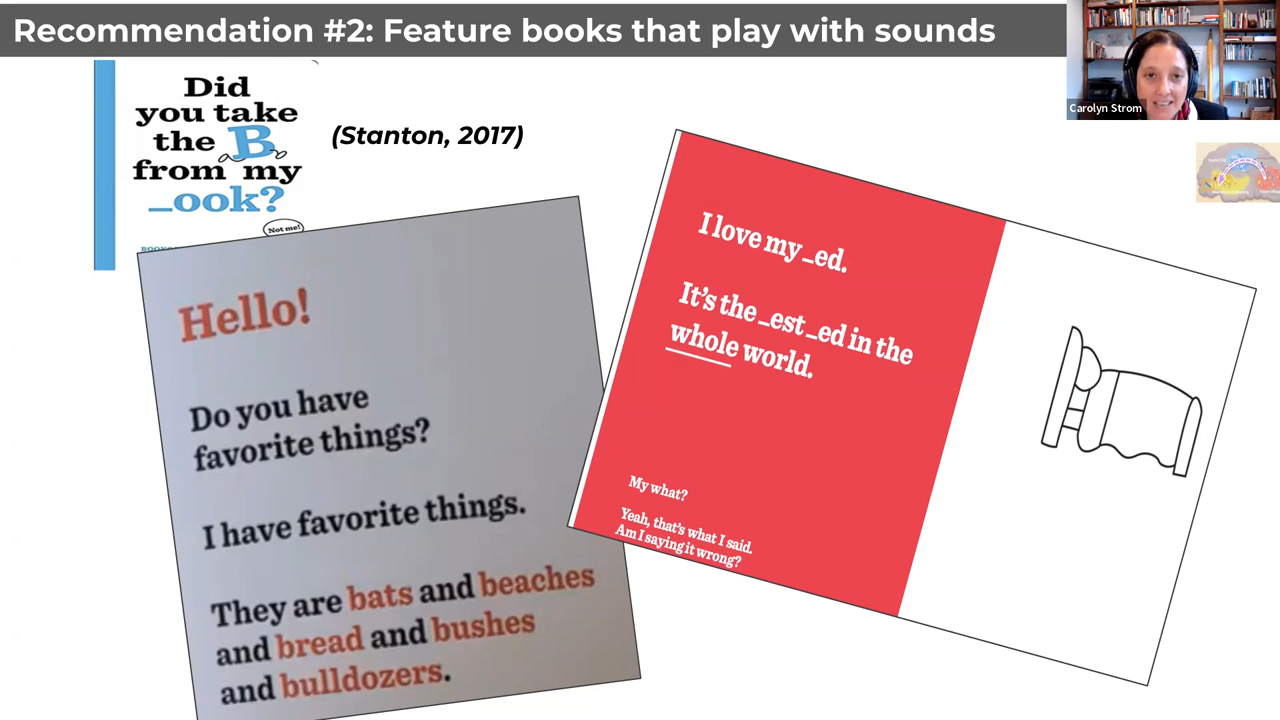 Recommendation #2: Feature books that play with sounds
Carolyn Strom
Did
you take
the B
from my
_ook?
Not me!
(Stanton, 2017)
Hello!
Do you have
favorite things?
I have favorite things.
They are bats and beaches
and bread and bushes
and bulldozers.
I love my _ed.
It's the _est _ed in the
whole world.
My what?
Yeah, that's what I said.
Am I saying it wrong?